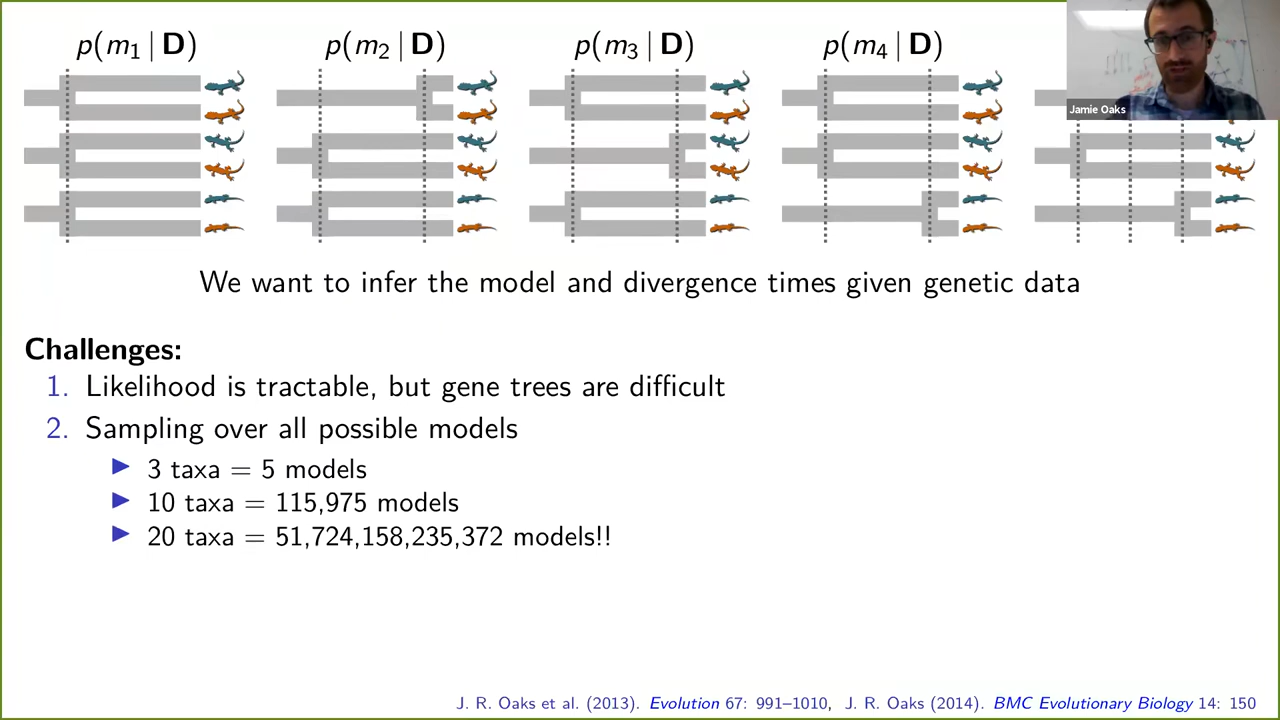 p(m₁ | D) p(m₂ | D) p(m₃ | D) p(m₄ | D)
Jamie Oaks
We want to infer the model and divergence times given genetic data
Challenges:
1. Likelihood is tractable, but gene trees are difficult
2. Sampling over all possible models
▶ 3 taxa = 5 models
▶ 10 taxa = 115,975 models
▶ 20 taxa = 51,724,158,235,372 models!!
J. R. Oaks et al. (2013). Evolution 67: 991–1010, J. R. Oaks (2014). BMC Evolutionary Biology 14: 150